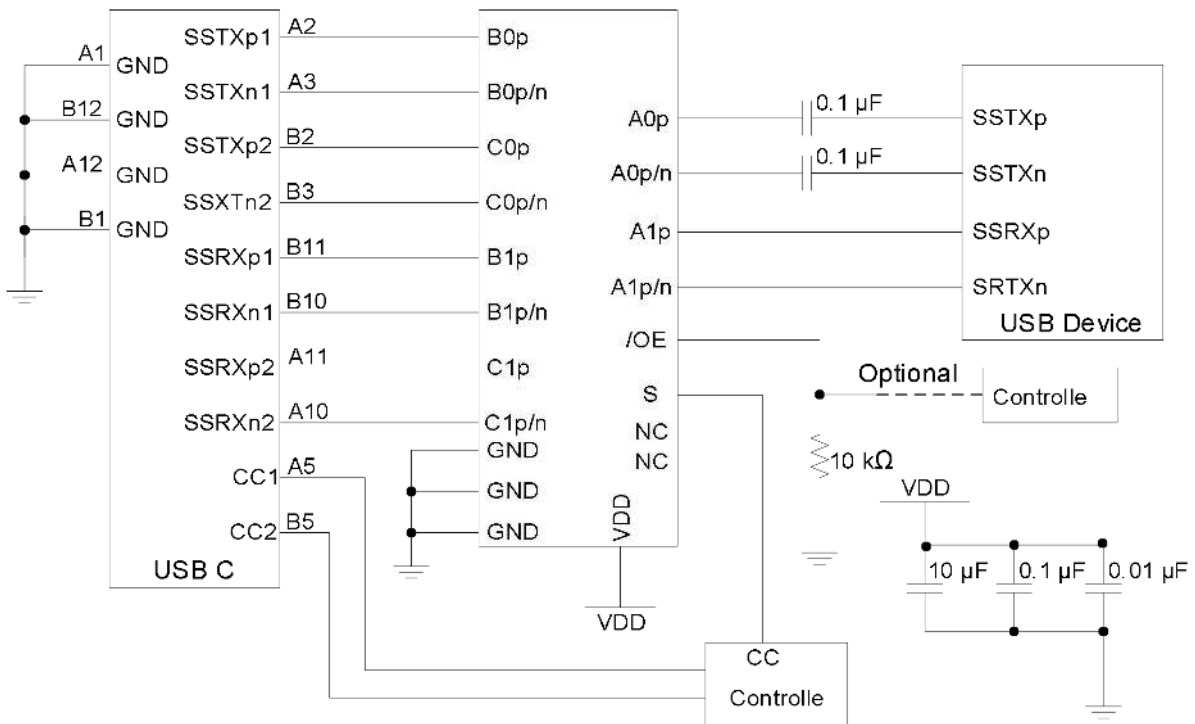 A1
GND
B12
GND
A12
GND
B1
GND
SSTXp1
A2
SSTXn1
A3
SSTXp2
B2
SSXTn2
B3
SSRXp1
B11
SSRXn1
B10
SSRXp2
A11
SSRXn2
A10
CC1
A5
CC2
B5
USB C
B0p
B0p/n
C0p
C0p/n
B1p
B1p/n
C1p
C1p/n
GND
GND
GND
A0p
A0p/n
A1p
A1p/n
/OE
S
NC
NC
VDD
VDD
0.1 µF
0.1 µF
SSTXp
SSTXn
SSRXp
SRTXn
USB Device
Optional
Controlle
10 kΩ
VDD
10 µF
0.1 µF
0.01 µF
CC
Controlle